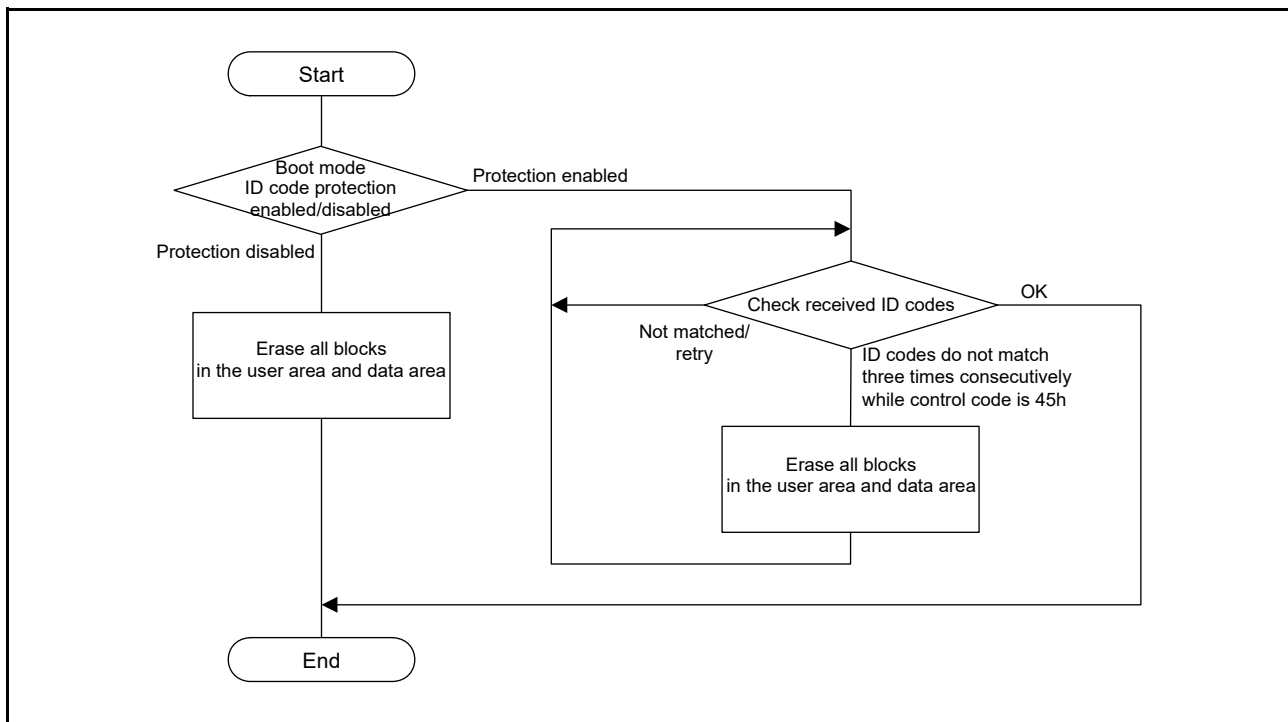 Start
Boot mode
ID code protection
enabled/disabled
Protection enabled
Protection disabled
Erase all blocks
in the user area and data area
Check received ID codes
OK
Not matched/
retry
ID codes do not match
three times consecutively
while control code is 45h
Erase all blocks
in the user area and data area
End